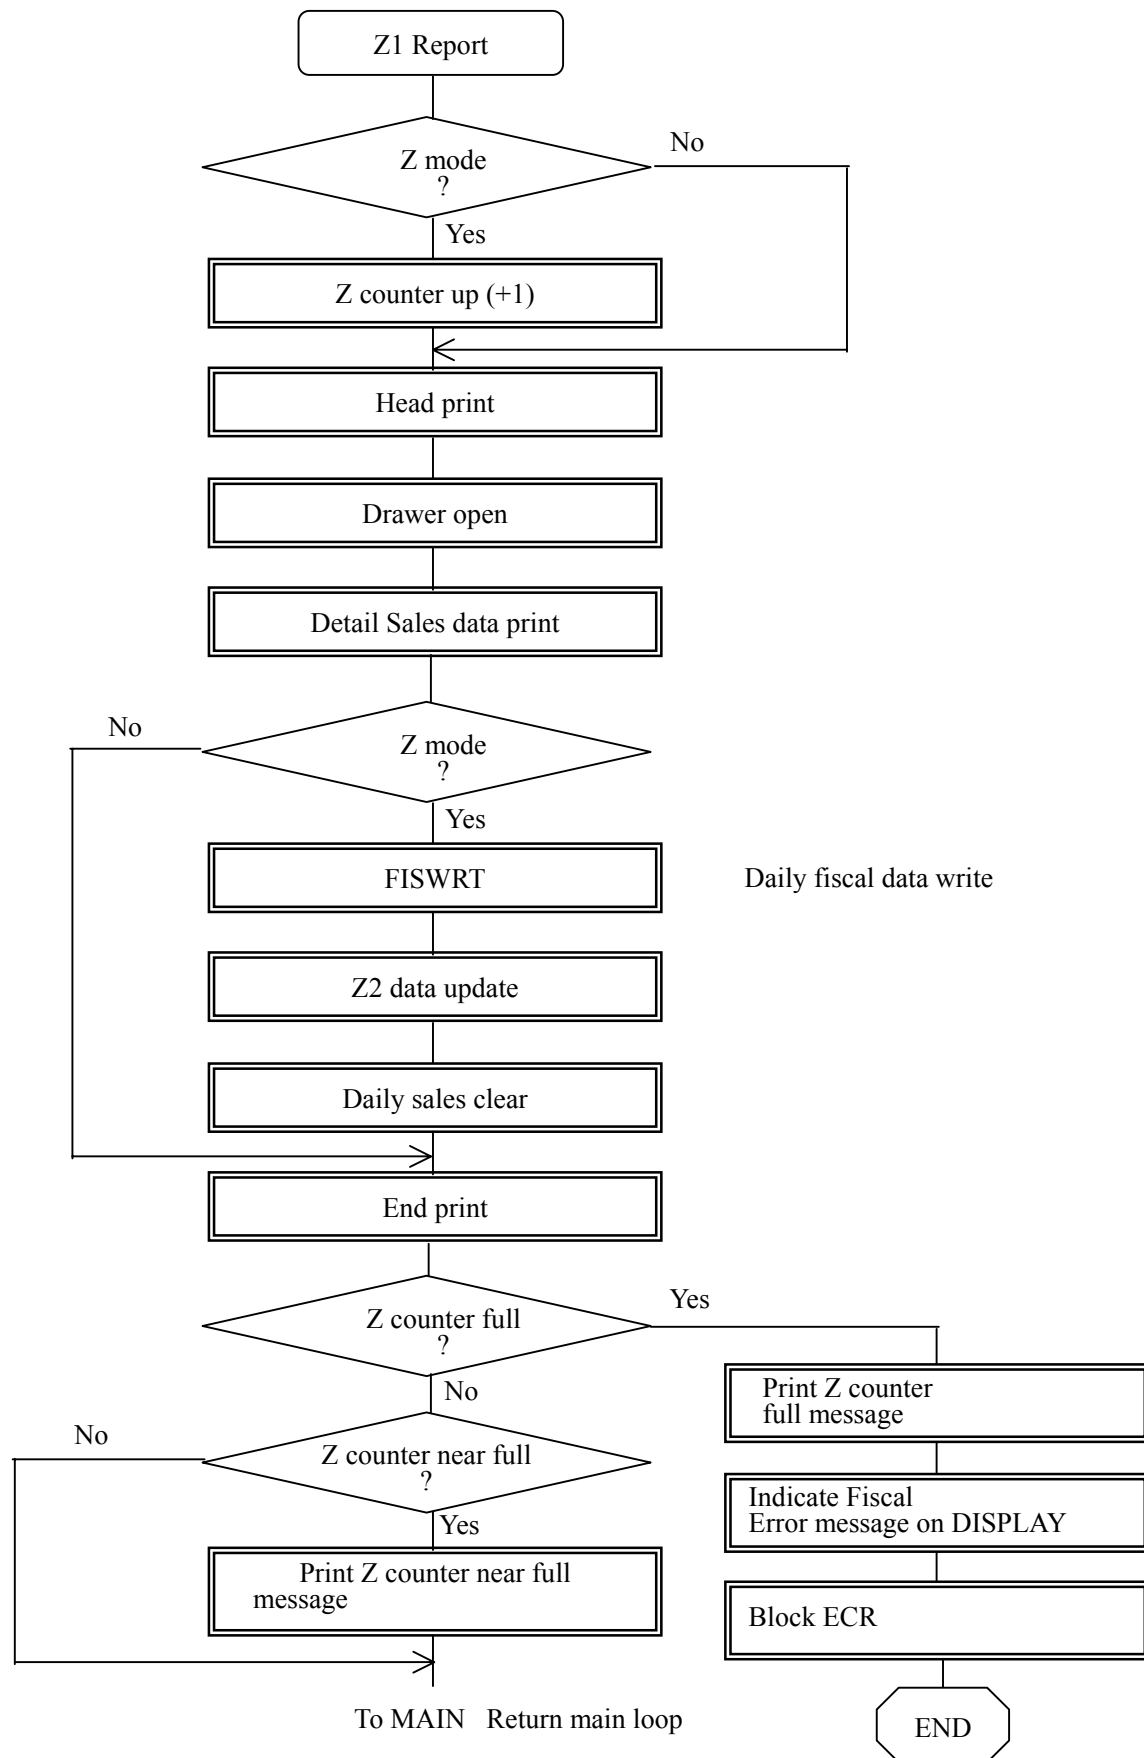 Z1 Report
Z mode
?
No
Yes
Z counter up (+1)
Head print
Drawer open
Detail Sales data print
No
Z mode
?
Yes
FISWRT
Daily fiscal data write
Z2 data update
Daily sales clear
End print
Z counter full
?
Yes
No
Print Z counter
full message
No
Z counter near full
?
Yes
Indicate Fiscal
Error message on DISPLAY
Print Z counter near full
message
Block ECR
To MAIN Return main loop
END